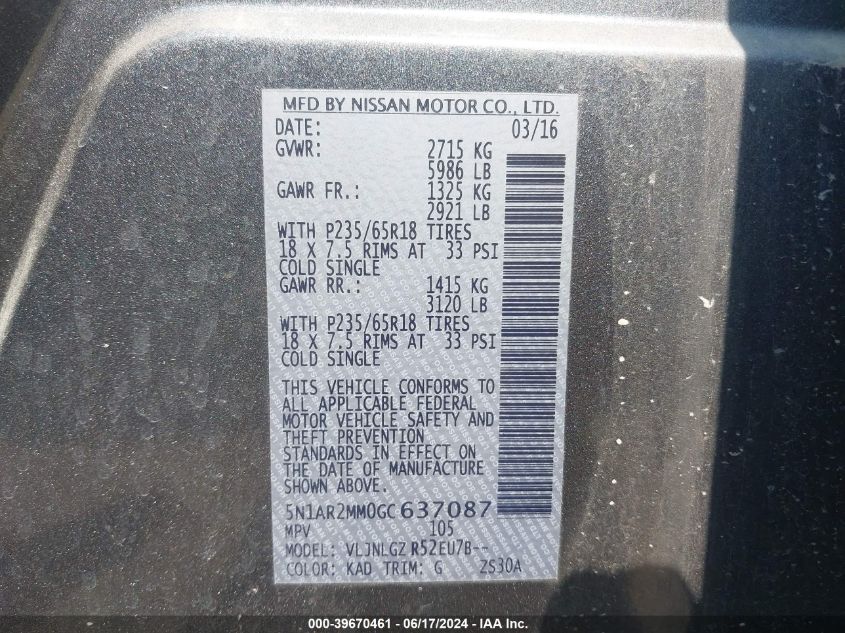 MFD BY NISSAN MOTOR CO., LTD.
DATE: 03/16
GVWR: 2715 KG
5986 LB
GAWR FR.: 1325 KG
2921 LB
WITH P235/65R18 TIRES
18 X 7.5 RIMS AT 33 PSI
COLD SINGLE
GAWR RR.: 1415 KG
3120 LB
WITH P235/65R18 TIRES
18 X 7.5 RIMS AT 33 PSI
COLD SINGLE
THIS VEHICLE CONFORMS TO
ALL APPLICABLE FEDERAL
MOTOR VEHICLE SAFETY AND
THEFT PREVENTION
STANDARDS IN EFFECT ON
THE DATE OF MANUFACTURE
SHOWN ABOVE.
5N1AR2MM0GC637087
MPV 105
MODEL: VLJNLGZ R52EU7B--
COLOR: KAD TRIM: G ZS30A
000-39670461 - 06/17/2024 - IAA Inc.